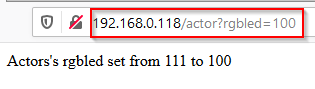 192.168.0.118/actor?rgbled=100
Actors's rgbled set from 111 to 100